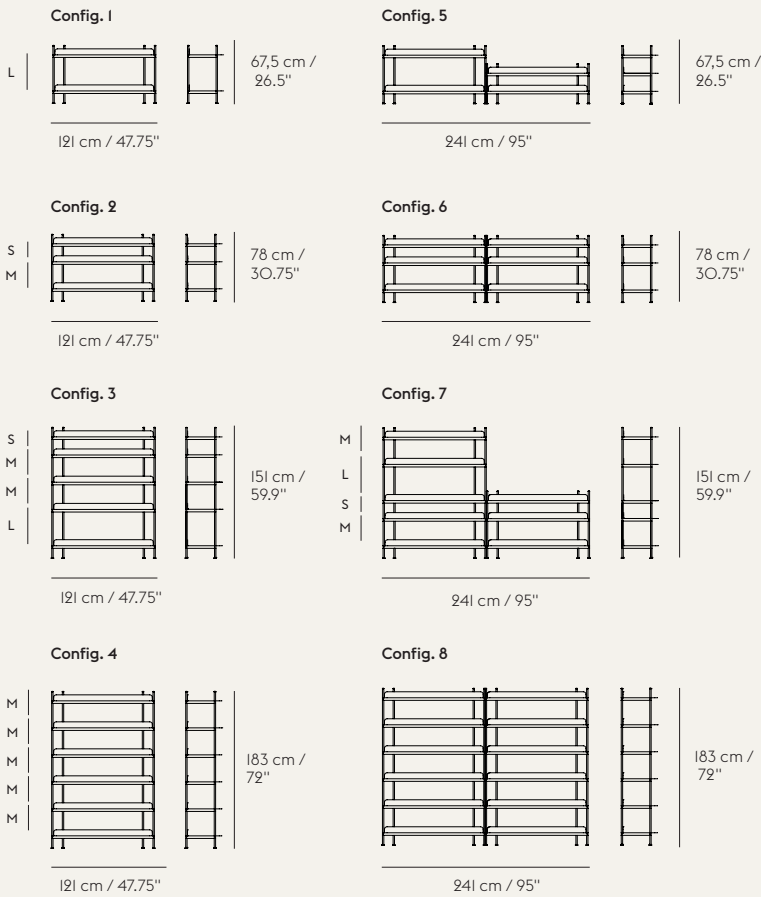 Config. 1
L
67,5 cm /
26.5"
121 cm / 47.75"
Config. 5
67,5 cm /
26.5"
241 cm / 95"
Config. 2
S
M
78 cm /
30.75"
121 cm / 47.75"
Config. 6
78 cm /
30.75"
241 cm / 95"
Config. 3
S
M
M
L
151 cm /
59.9"
121 cm / 47.75"
Config. 7
M
L
S
M
151 cm /
59.9"
241 cm / 95"
Config. 4
M
M
M
M
M
183 cm /
72"
121 cm / 47.75"
Config. 8
183 cm /
72"
241 cm / 95"